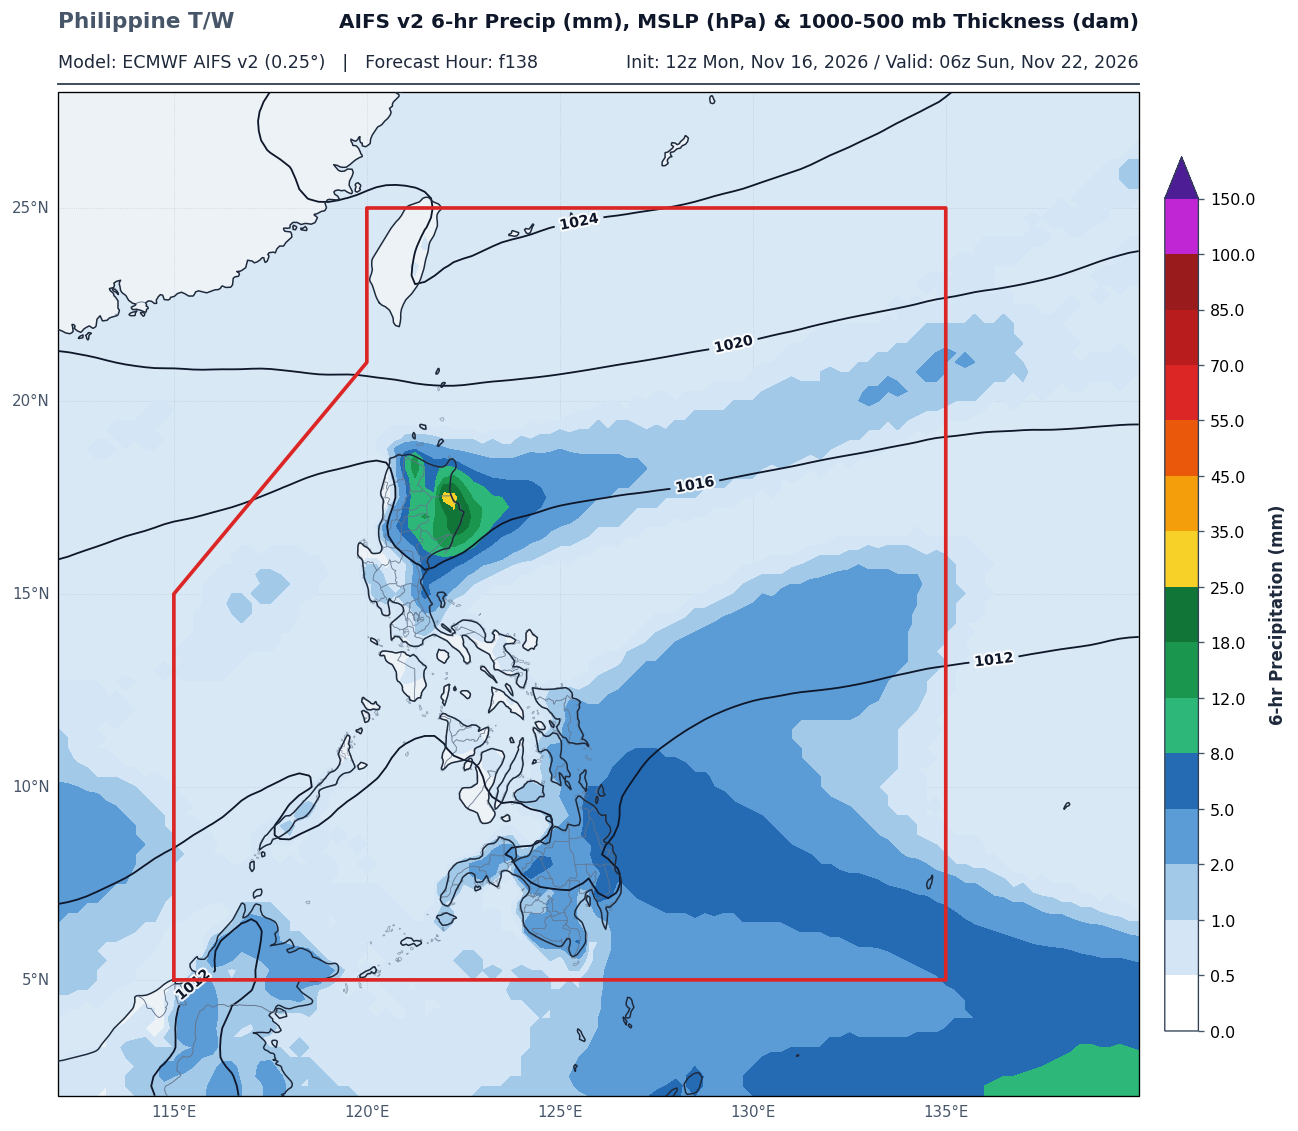 Philippine T/W
AIFS v2 6-hr Precip (mm), MSLP (hPa) & 1000-500 mb Thickness (dam)
Model: ECMWF AIFS v2 (0.25°)   |   Forecast Hour: f138
Init: 12z Mon, Nov 16, 2026 / Valid: 06z Sun, Nov 22, 2026
25°N
20°N
15°N
10°N
5°N
115°E
120°E
125°E
130°E
135°E
1024
1020
1016
1012
1012
150.0
100.0
85.0
70.0
55.0
45.0
35.0
25.0
18.0
12.0
8.0
5.0
2.0
1.0
0.5
0.0
6-hr Precipitation (mm)